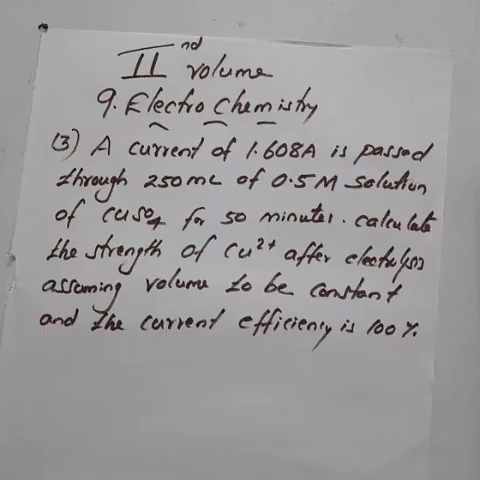 IInd volume
9. Electro Chemistry
(3) A current of 1.608A is passed
through 250mL of 0.5M solution
of CuSO4 for 50 minutes. calculate
the strength of Cu2+ after electrolysis
assuming volume to be constant
and the current efficiency is 100%.